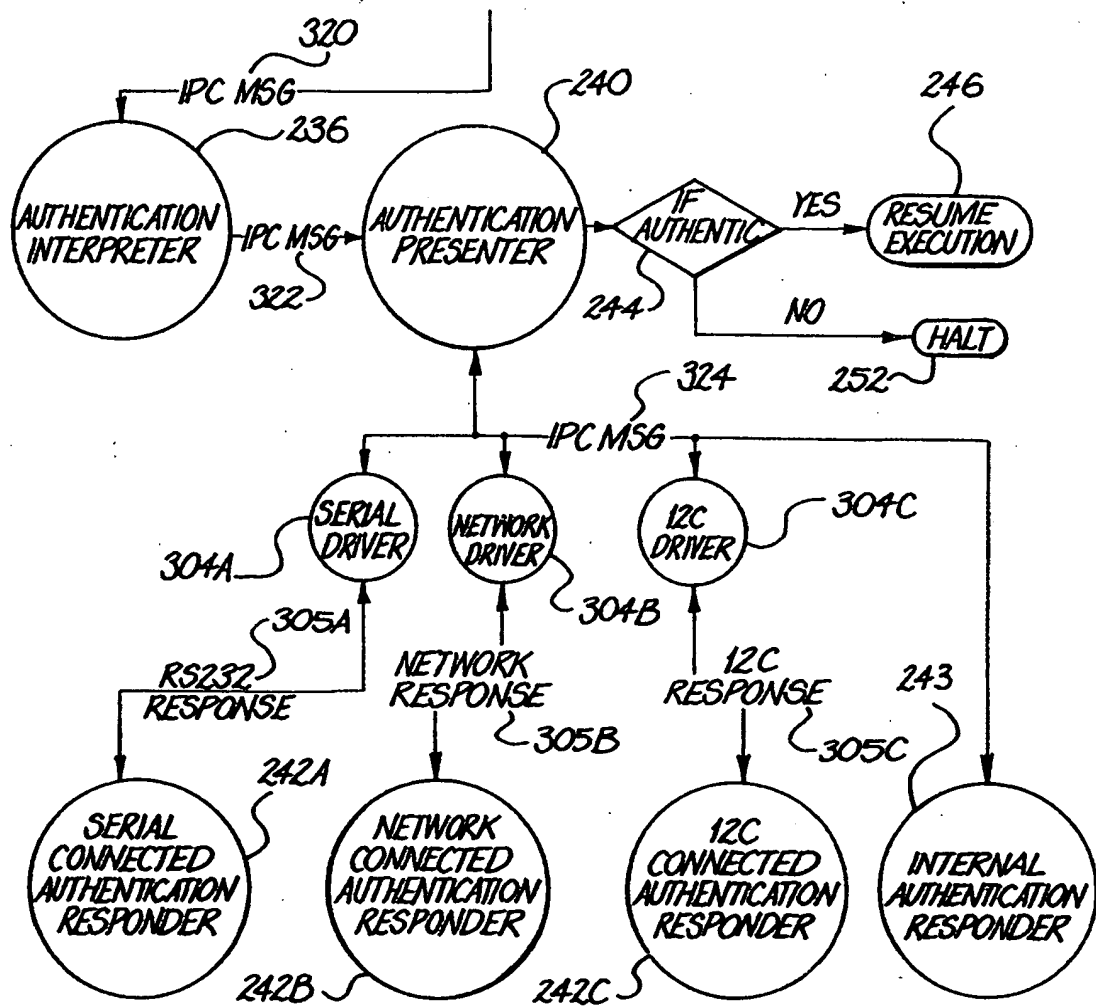 320
IPC MSG
236
240
246
AUTHENTICATION
INTERPRETER
IPC MSG
322
AUTHENTICATION
PRESENTER
IF
AUTHENTIC
244
YES
RESUME
EXECUTION
NO
HALT
252
324
IPC MSG
SERIAL
DRIVER
304A
NETWORK
DRIVER
304B
12C
DRIVER
304C
305A
RS232
RESPONSE
NETWORK
RESPONSE
305B
12C
RESPONSE
305C
243
242A
SERIAL
CONNECTED
AUTHENTICATION
RESPONDER
NETWORK
CONNECTED
AUTHENTICATION
RESPONDER
242B
12C
CONNECTED
AUTHENTICATION
RESPONDER
242C
INTERNAL
AUTHENTICATION
RESPONDER